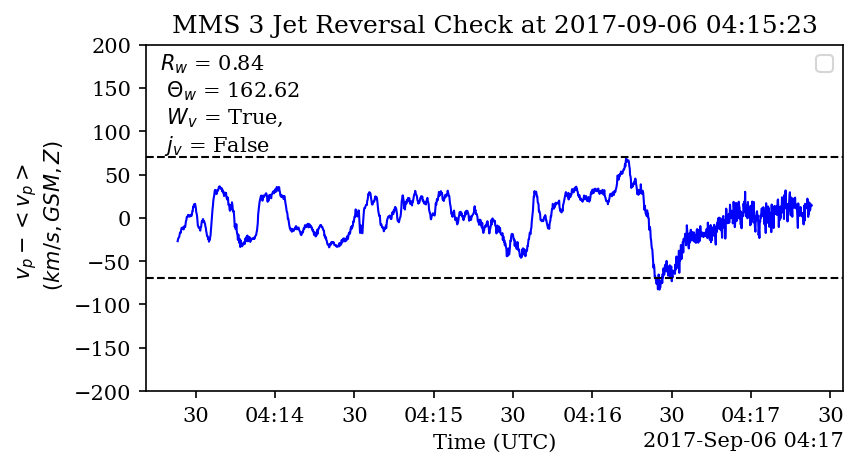 MMS 3 Jet Reversal Check at 2017-09-06 04:15:23
200
150
100
50
0
−50
−100
−150
−200
v_p − <v_p>
(km/s, GSM, Z)
R_w = 0.84
Θ_w = 162.62
W_v = True,
j_v = False
30 04:14 30 04:15 30 04:16 30 04:17 30
Time (UTC)
2017-Sep-06 04:17